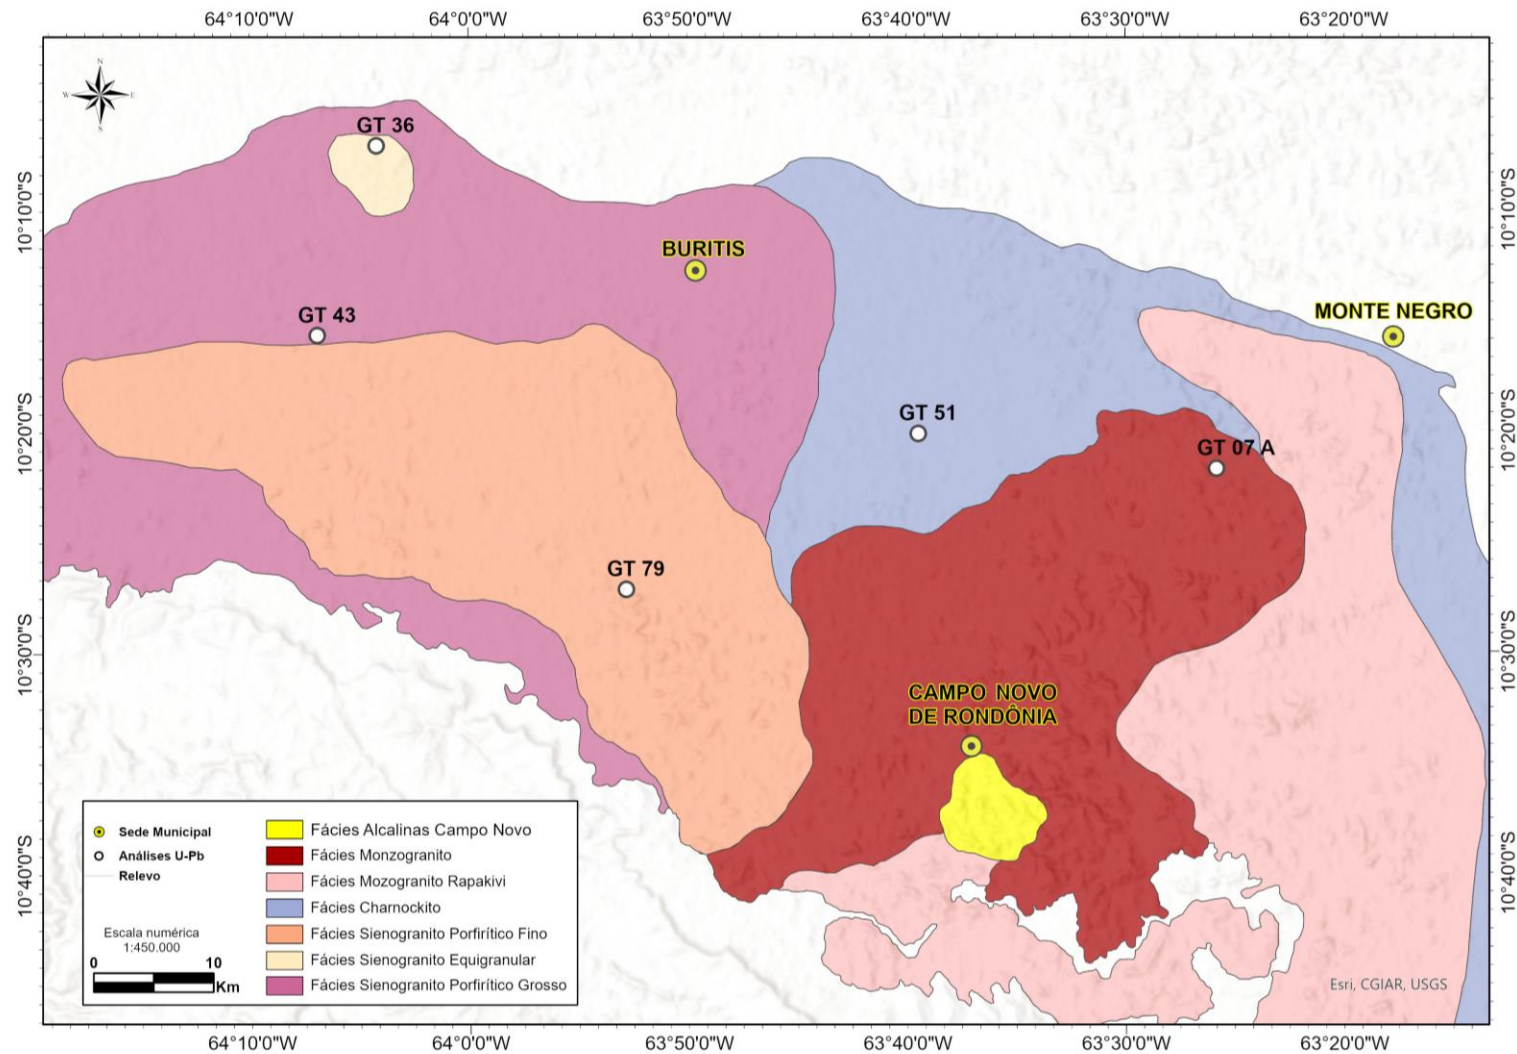 64°10'0"W 64°0'0"W 63°50'0"W 63°40'0"W 63°30'0"W 63°20'0"W
N
W E
S
GT 36
10°10'0"S
10°10'0"S
BURITIS
GT 43
MONTE NEGRO
GT 51
10°20'0"S
10°20'0"S
GT 07 A
GT 79
10°30'0"S
10°30'0"S
CAMPO NOVO
DE RONDÔNIA
10°40'0"S
10°40'0"S
Sede Municipal
Análises U-Pb
Relevo
Escala numérica
1:450.000
0 10
Km
Fácies Alcalinas Campo Novo
Fácies Monzogranito
Fácies Mozogranito Rapakivi
Fácies Charnockito
Fácies Sienogranito Porfirítico Fino
Fácies Sienogranito Equigranular
Fácies Sienogranito Porfirítico Grosso
Esri, CGIAR, USGS
64°10'0"W 64°0'0"W 63°50'0"W 63°40'0"W 63°30'0"W 63°20'0"W